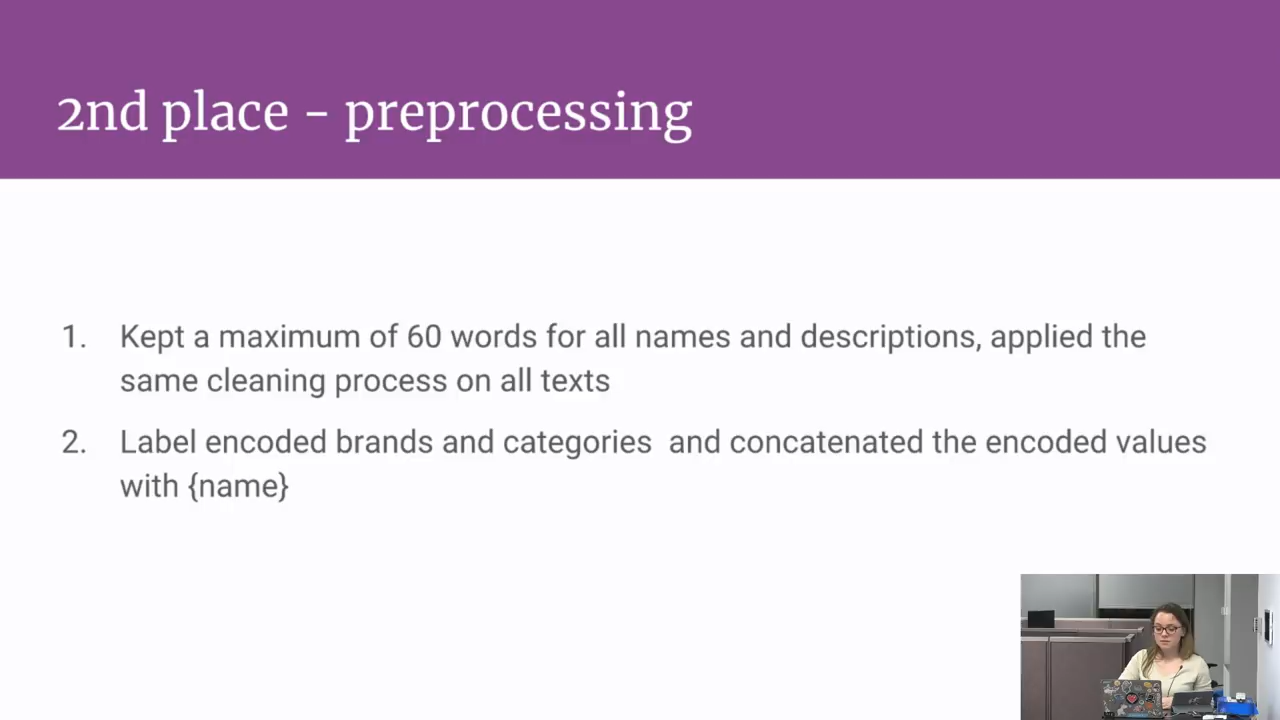 2nd place - preprocessing
1. Kept a maximum of 60 words for all names and descriptions, applied the
same cleaning process on all texts
2. Label encoded brands and categories  and concatenated the encoded values
with {name}